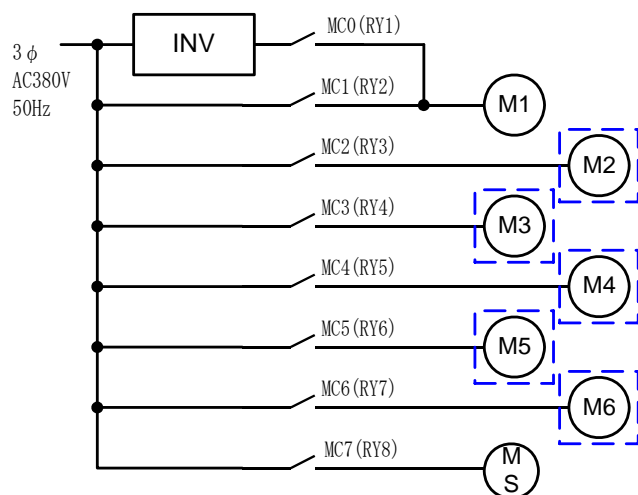 MC0(RY1)
INV
3φ
AC380V
50Hz
MC1(RY2)
M1
MC2(RY3)
M2
MC3(RY4)
M3
MC4(RY5)
M4
MC5(RY6)
M5
MC6(RY7)
M6
MC7(RY8)
M
S